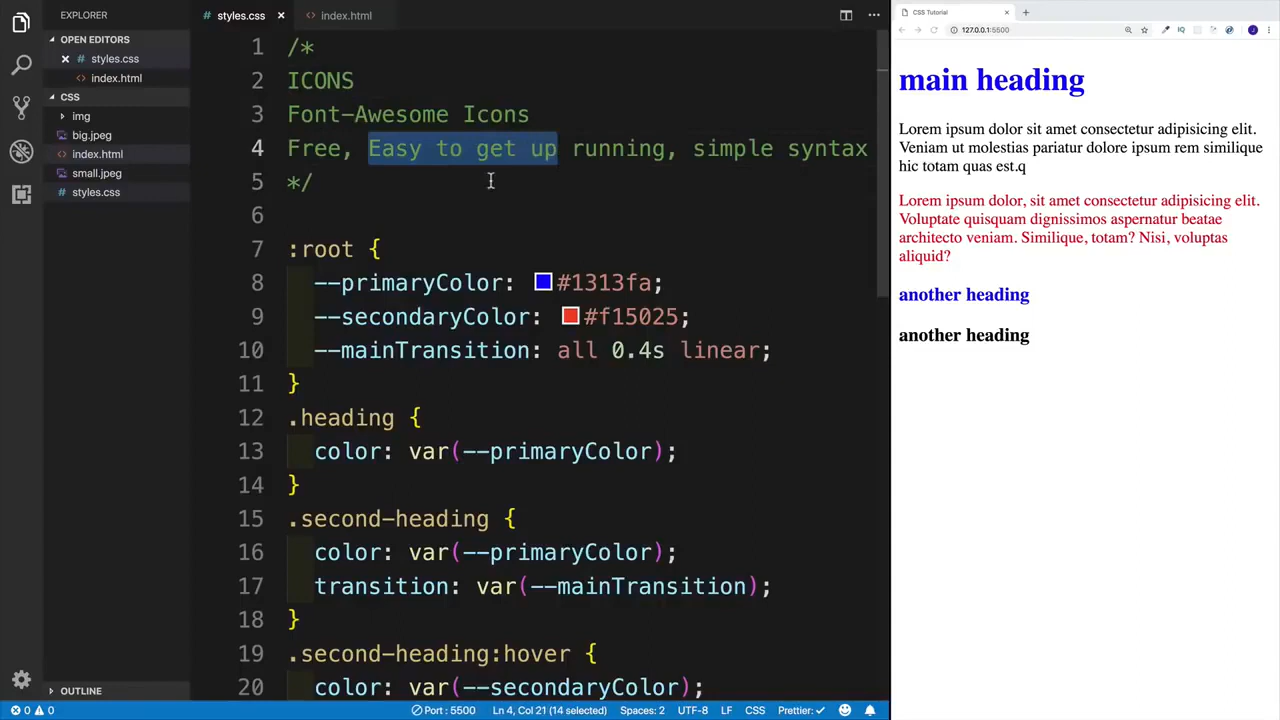 EXPLORER
OPEN EDITORS
styles.css
index.html
CSS
img
big.jpeg
index.html
small.jpeg
styles.css
OUTLINE
styles.css
index.html
1 /*
2 ICONS
3 Font-Awesome Icons
4 Free, Easy to get up running, simple syntax
5 */
6
7 :root {
8 --primaryColor: #1313fa;
9 --secondaryColor: #f15025;
10 --mainTransition: all 0.4s linear;
11 }
12 .heading {
13 color: var(--primaryColor);
14 }
15 .second-heading {
16 color: var(--primaryColor);
17 transition: var(--mainTransition);
18 }
19 .second-heading:hover {
20 color: var(--secondaryColor);
0 0
Port : 5500 Ln 4, Col 21 (14 selected) Spaces: 2 UTF-8 LF CSS Prettier: ✓
CSS Tutorial
127.0.0.1:5500
main heading
Lorem ipsum dolor sit amet consectetur adipisicing elit.
Veniam ut molestias pariatur dolore ipsum rem similique
hic totam quas est.q
Lorem ipsum dolor, sit amet consectetur adipisicing elit.
Voluptate quisquam dignissimos aspernatur beatae
architecto veniam. Similique, totam? Nisi, voluptas
aliquid?
another heading
another heading